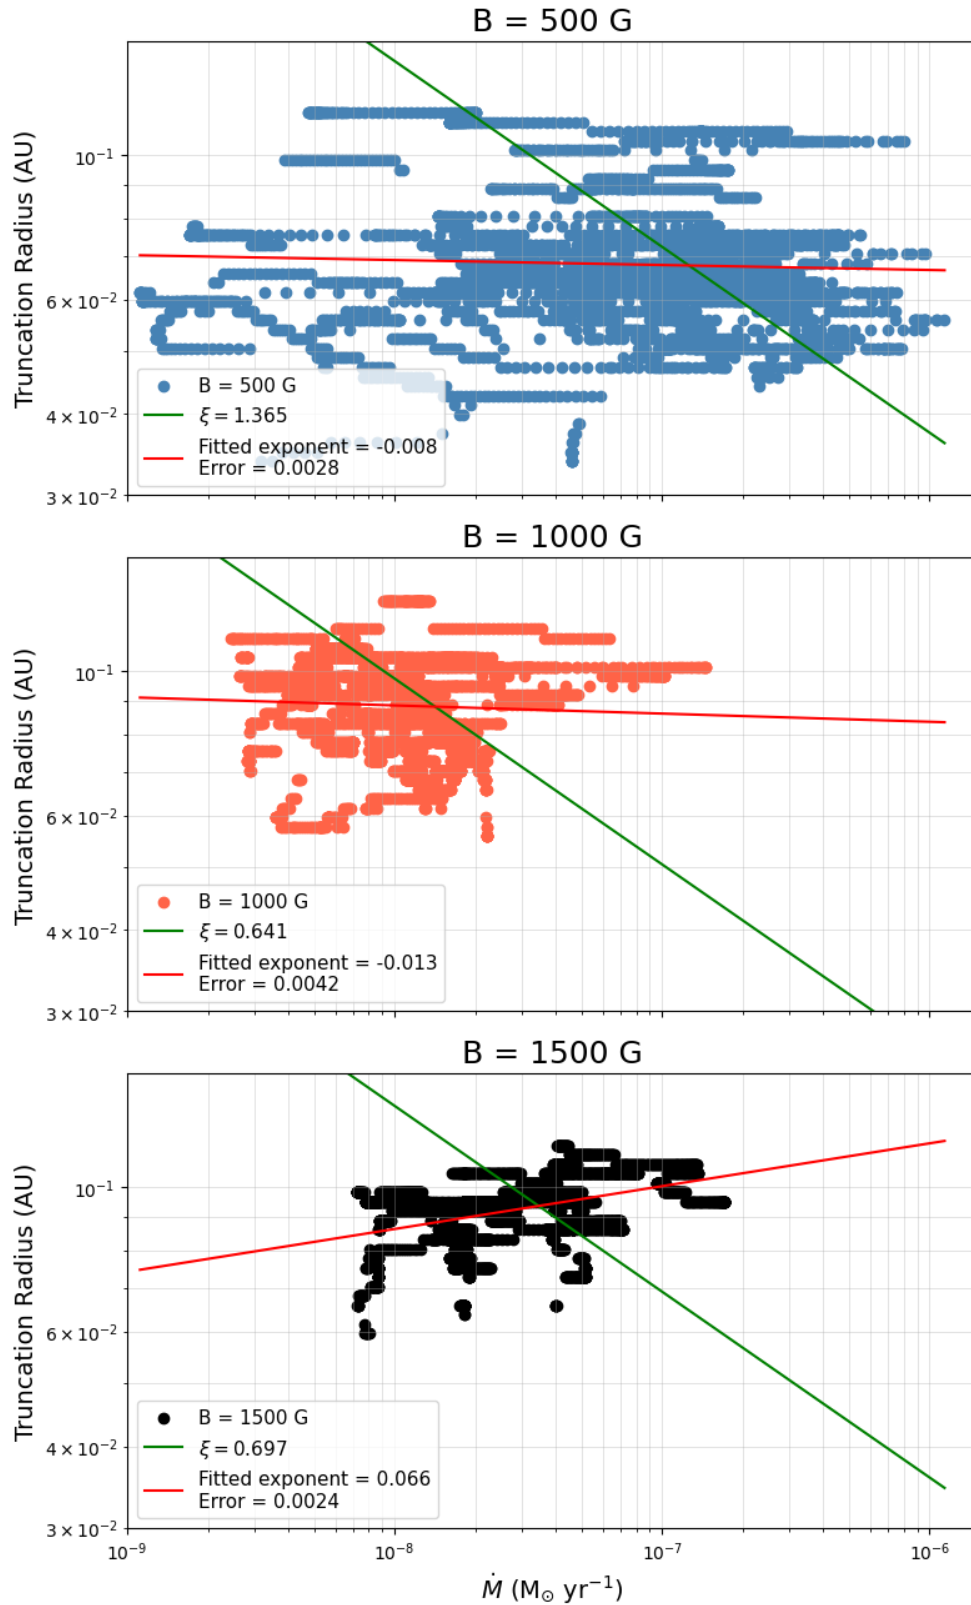 B = 500 G
Truncation Radius (AU)
10⁻¹
6 × 10⁻²
4 × 10⁻²
3 × 10⁻²
B = 500 G
ξ = 1.365
Fitted exponent = -0.008
Error = 0.0028
B = 1000 G
Truncation Radius (AU)
10⁻¹
6 × 10⁻²
4 × 10⁻²
3 × 10⁻²
B = 1000 G
ξ = 0.641
Fitted exponent = -0.013
Error = 0.0042
B = 1500 G
Truncation Radius (AU)
10⁻¹
6 × 10⁻²
4 × 10⁻²
3 × 10⁻²
B = 1500 G
ξ = 0.697
Fitted exponent = 0.066
Error = 0.0024
10⁻⁹ 10⁻⁸ 10⁻⁷ 10⁻⁶
Ṁ (M⊙ yr⁻¹)